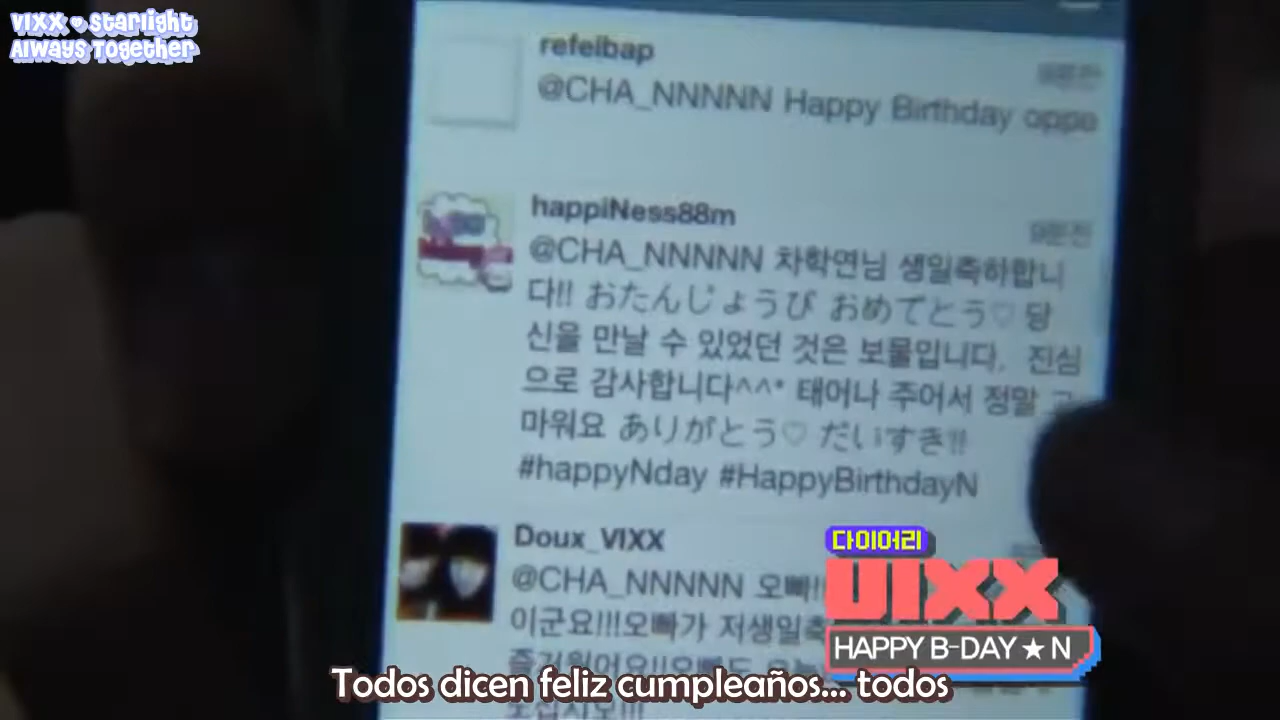 VIXX ♥ Starlight
Always Together
refeibap
@CHA_NNNNN Happy Birthday oppa
happiNess88m
9분전
@CHA_NNNNN 차학연님 생일축하합니
다!! おたんじょうび おめでとう♡ 당
신을 만날 수 있었던 것은 보물입니다. 진심
으로 감사합니다^^* 태어나 주어서 정말 고
마워요 ありがとう♡ だいすき!!
#happyNday #HappyBirthdayN
Doux_VIXX
@CHA_NNNNN 오빠!!
이군요!!!오빠가 저생일축
다이어리
VIXX
HAPPY B-DAY ★ N
Todos dicen feliz cumpleaños... todos